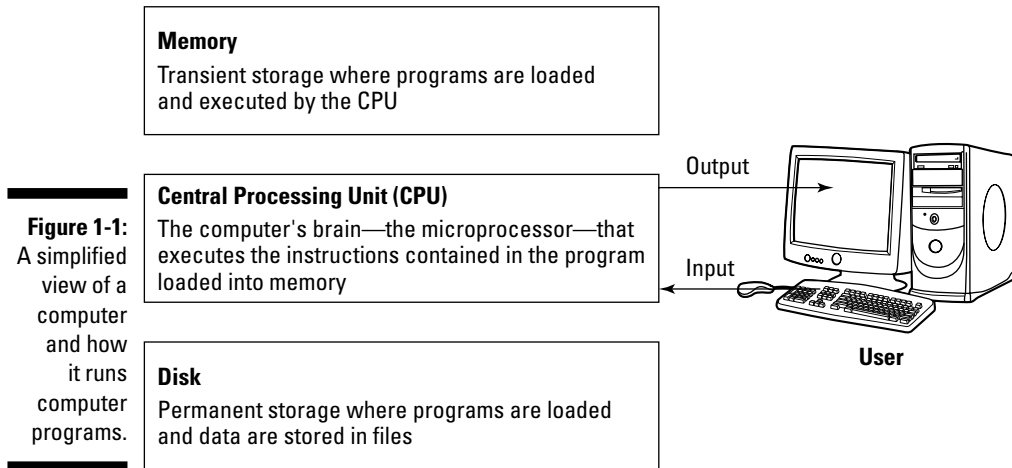 Memory
Transient storage where programs are loaded
and executed by the CPU
Central Processing Unit (CPU)
The computer's brain—the microprocessor—that
executes the instructions contained in the program
loaded into memory
Disk
Permanent storage where programs are loaded
and data are stored in files
Output
Input
User
Figure 1-1:
A simplified
view of a
computer
and how
it runs
computer
programs.